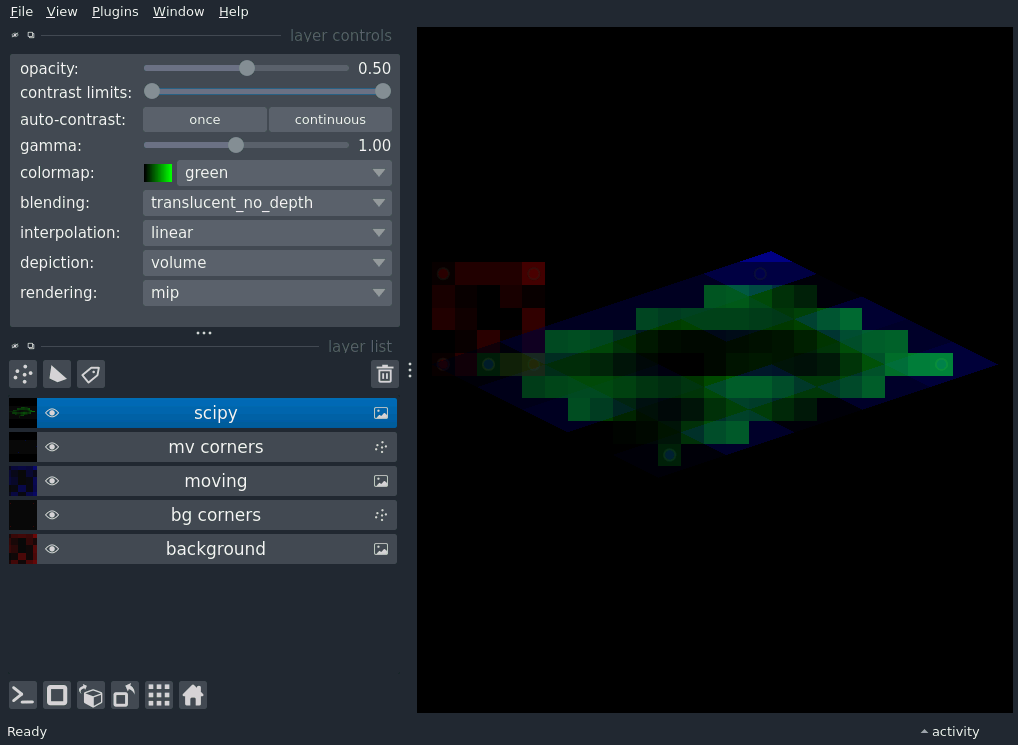 File View Plugins Window Help
layer controls
opacity: 0.50
contrast limits:
auto-contrast: once continuous
gamma: 1.00
colormap: green
blending: translucent_no_depth
interpolation: linear
depiction: volume
rendering: mip
layer list
scipy
mv corners
moving
bg corners
background
Ready activity